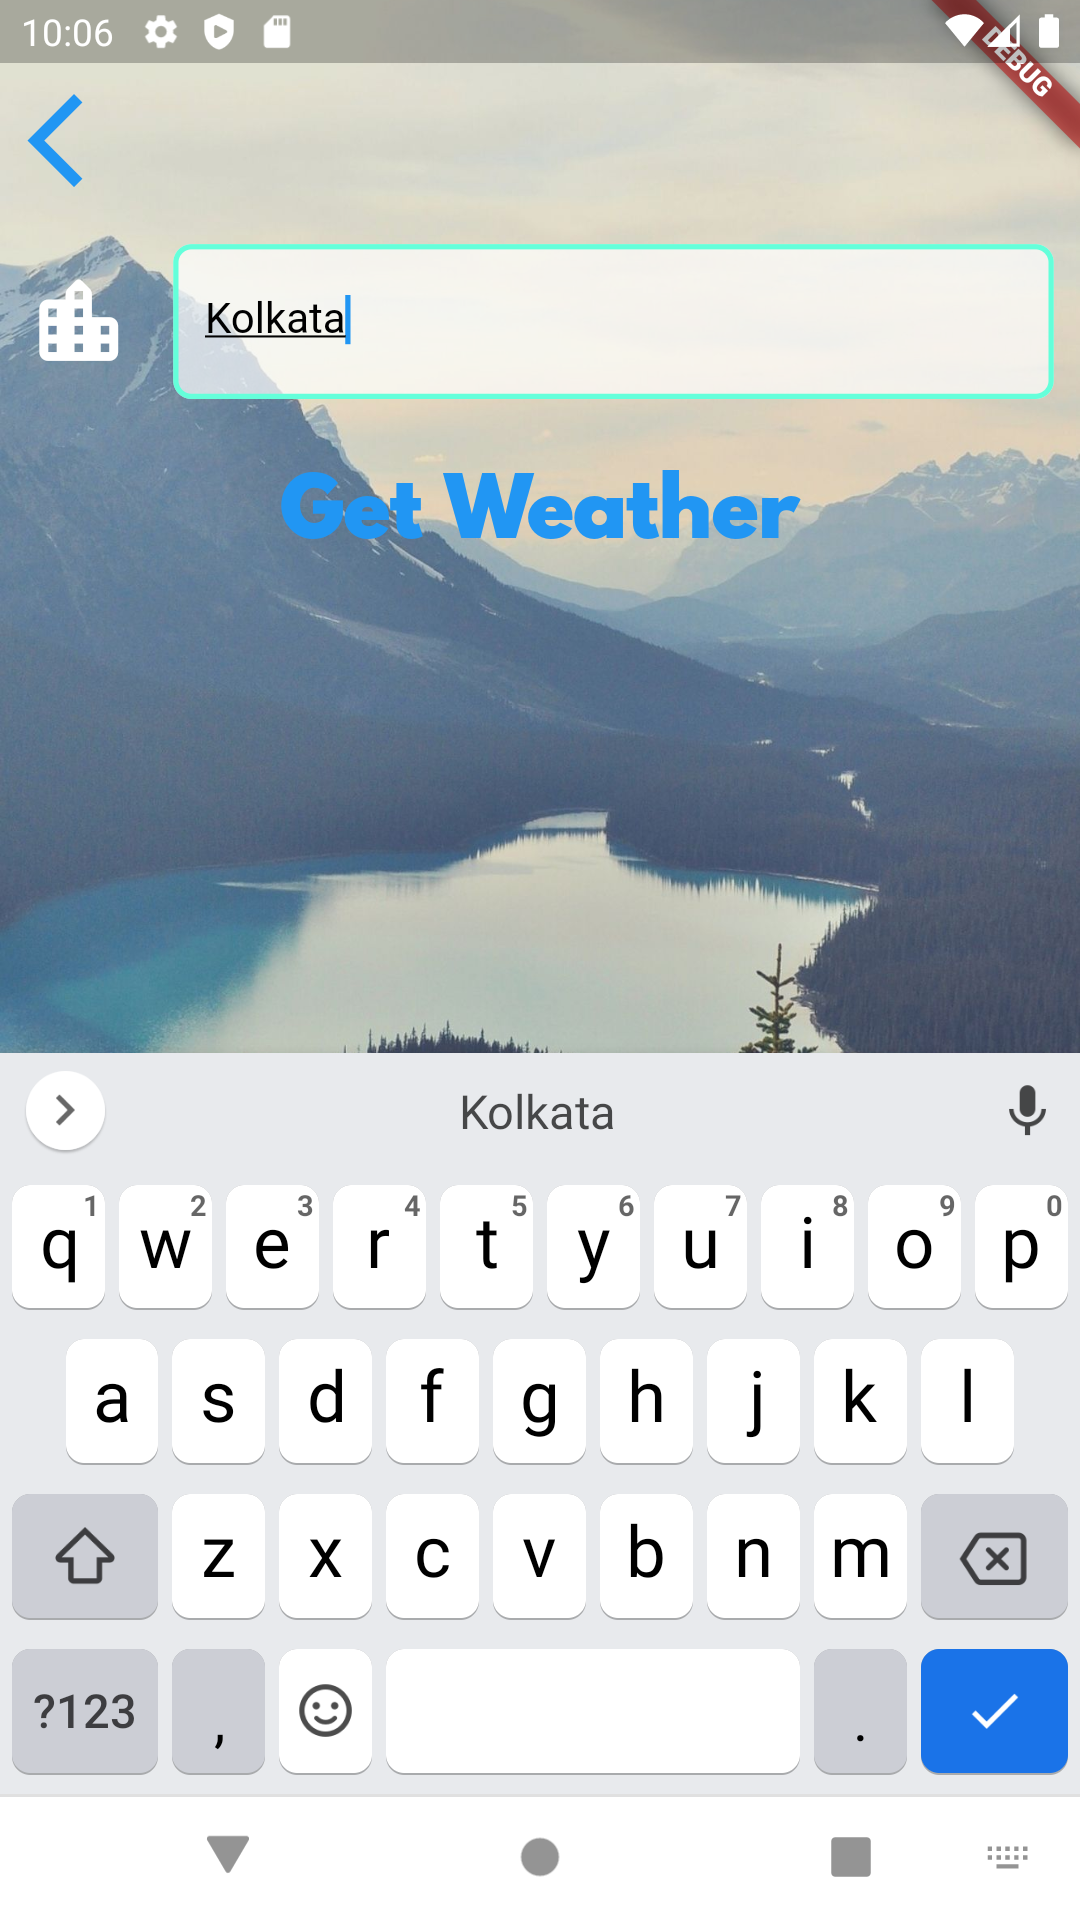 10:06
DEBUG
Kolkata
Get Weather
Kolkata
1 2 3 4 5 6 7 8 9 0
q w e r t y u i o p
a s d f g h j k l
z x c v b n m
?123 , .